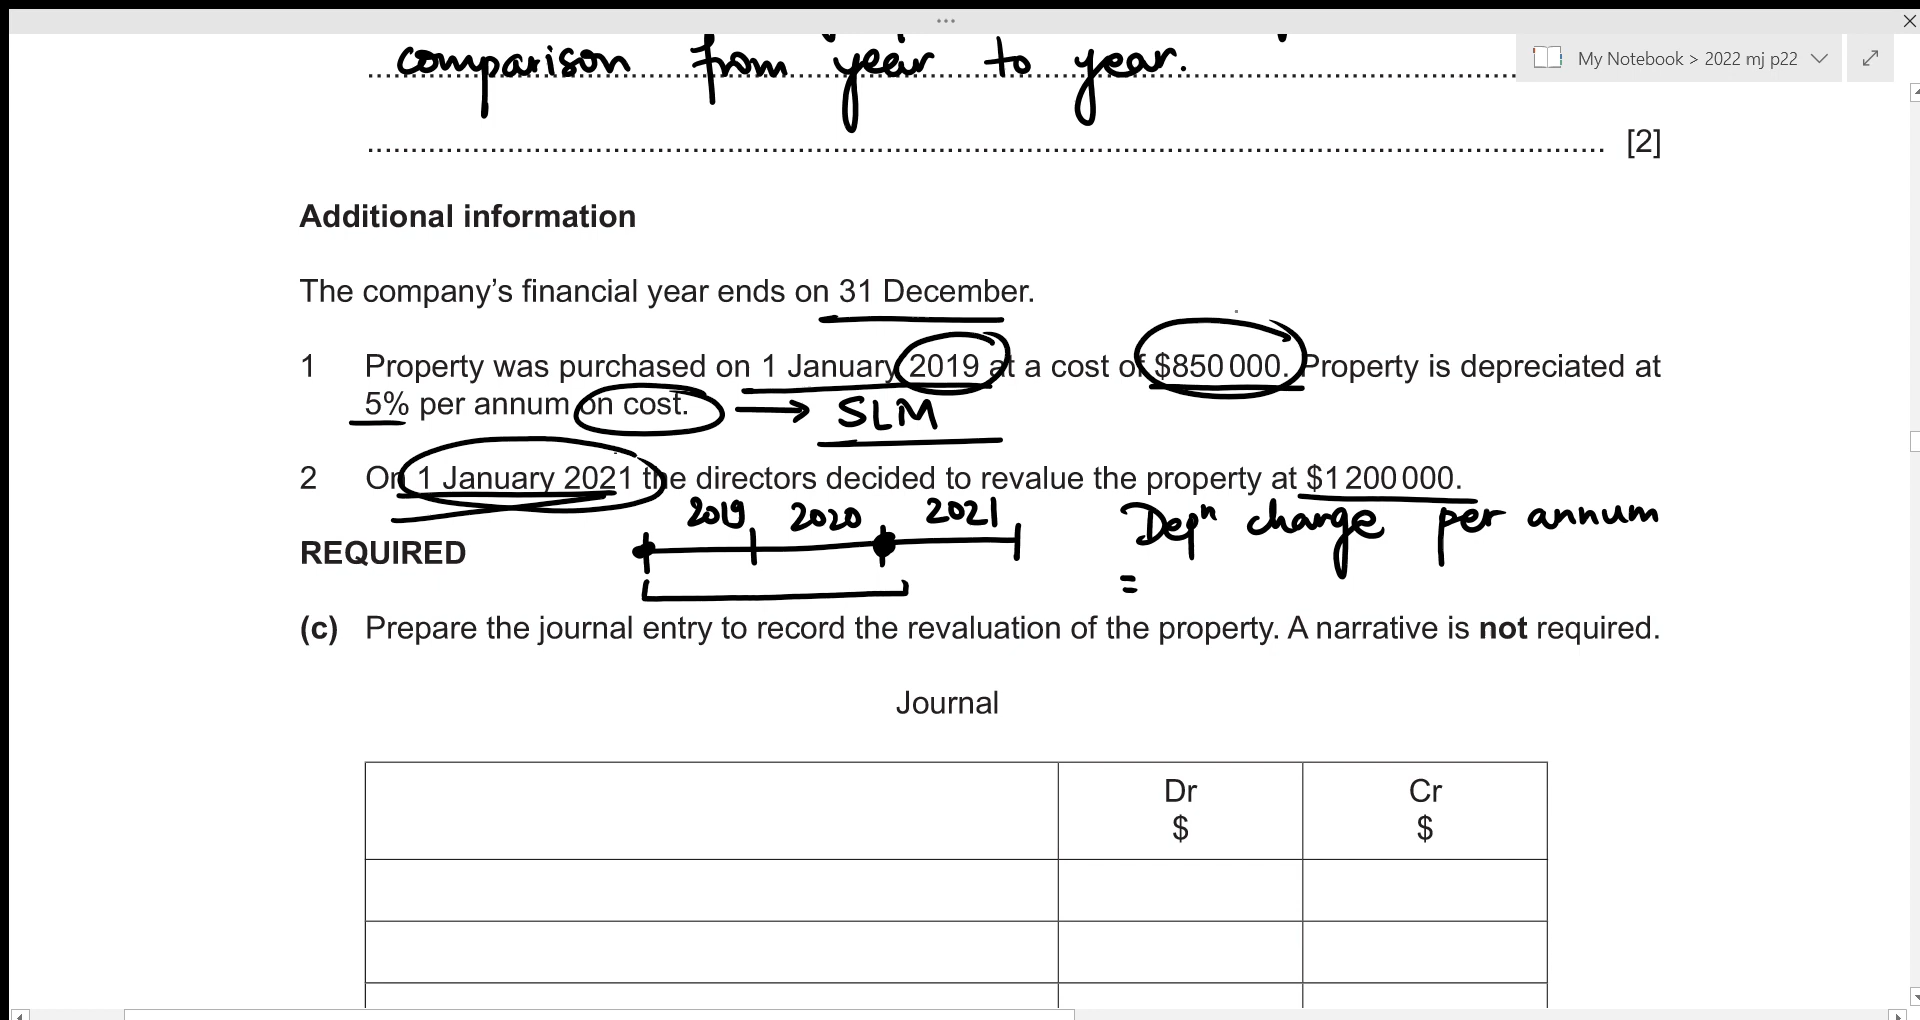 ...
My Notebook > 2022 mj p22
comparison from year to year.
[2]
Additional information
The company’s financial year ends on 31 December.
1 Property was purchased on 1 January 2019 at a cost of $850 000. Property is depreciated at
5% per annum on cost. → SLM
2 On 1 January 2021 the directors decided to revalue the property at $1 200 000.
2019 2020 2021
Depn charge per annum
=
REQUIRED
(c) Prepare the journal entry to record the revaluation of the property. A narrative is not required.
Journal
Dr Cr
$ $